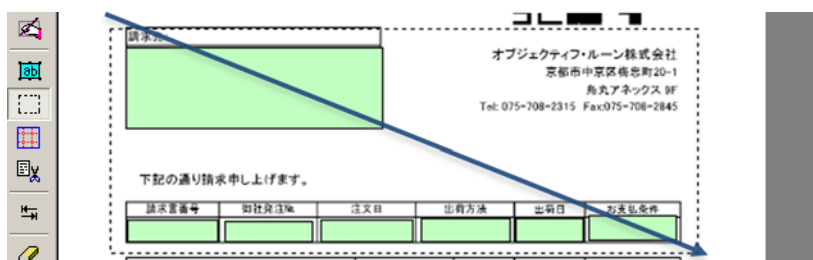 ab
オブジェクティフ・ルーン株式会社
京都市中京区梅忠町20-1
烏丸アネックス 9F
Tel: 075-708-2315 Fax:075-708-2845
下記の通り請求申し上げます。
請求書番号 御社発注№ 注文日 出荷方法 出荷日 お支払条件